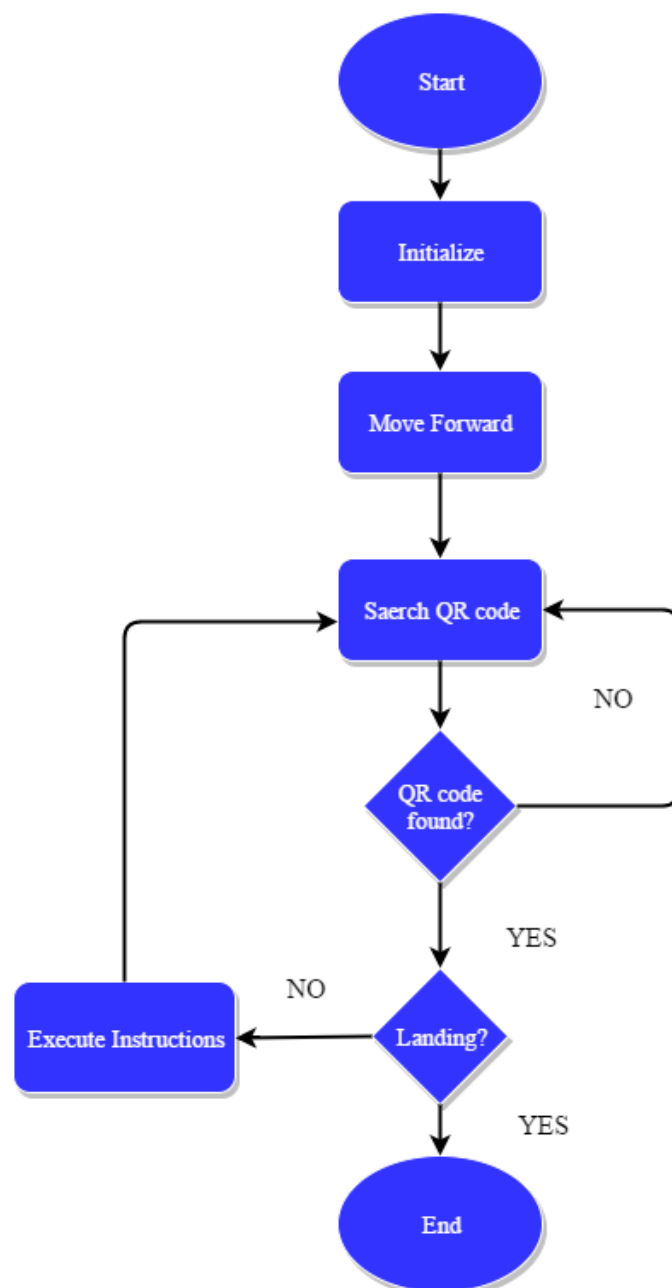 Start
Initialize
Move Forward
Saerch QR code
NO
QR code
found?
YES
NO
Execute Instructions
Landing?
YES
End